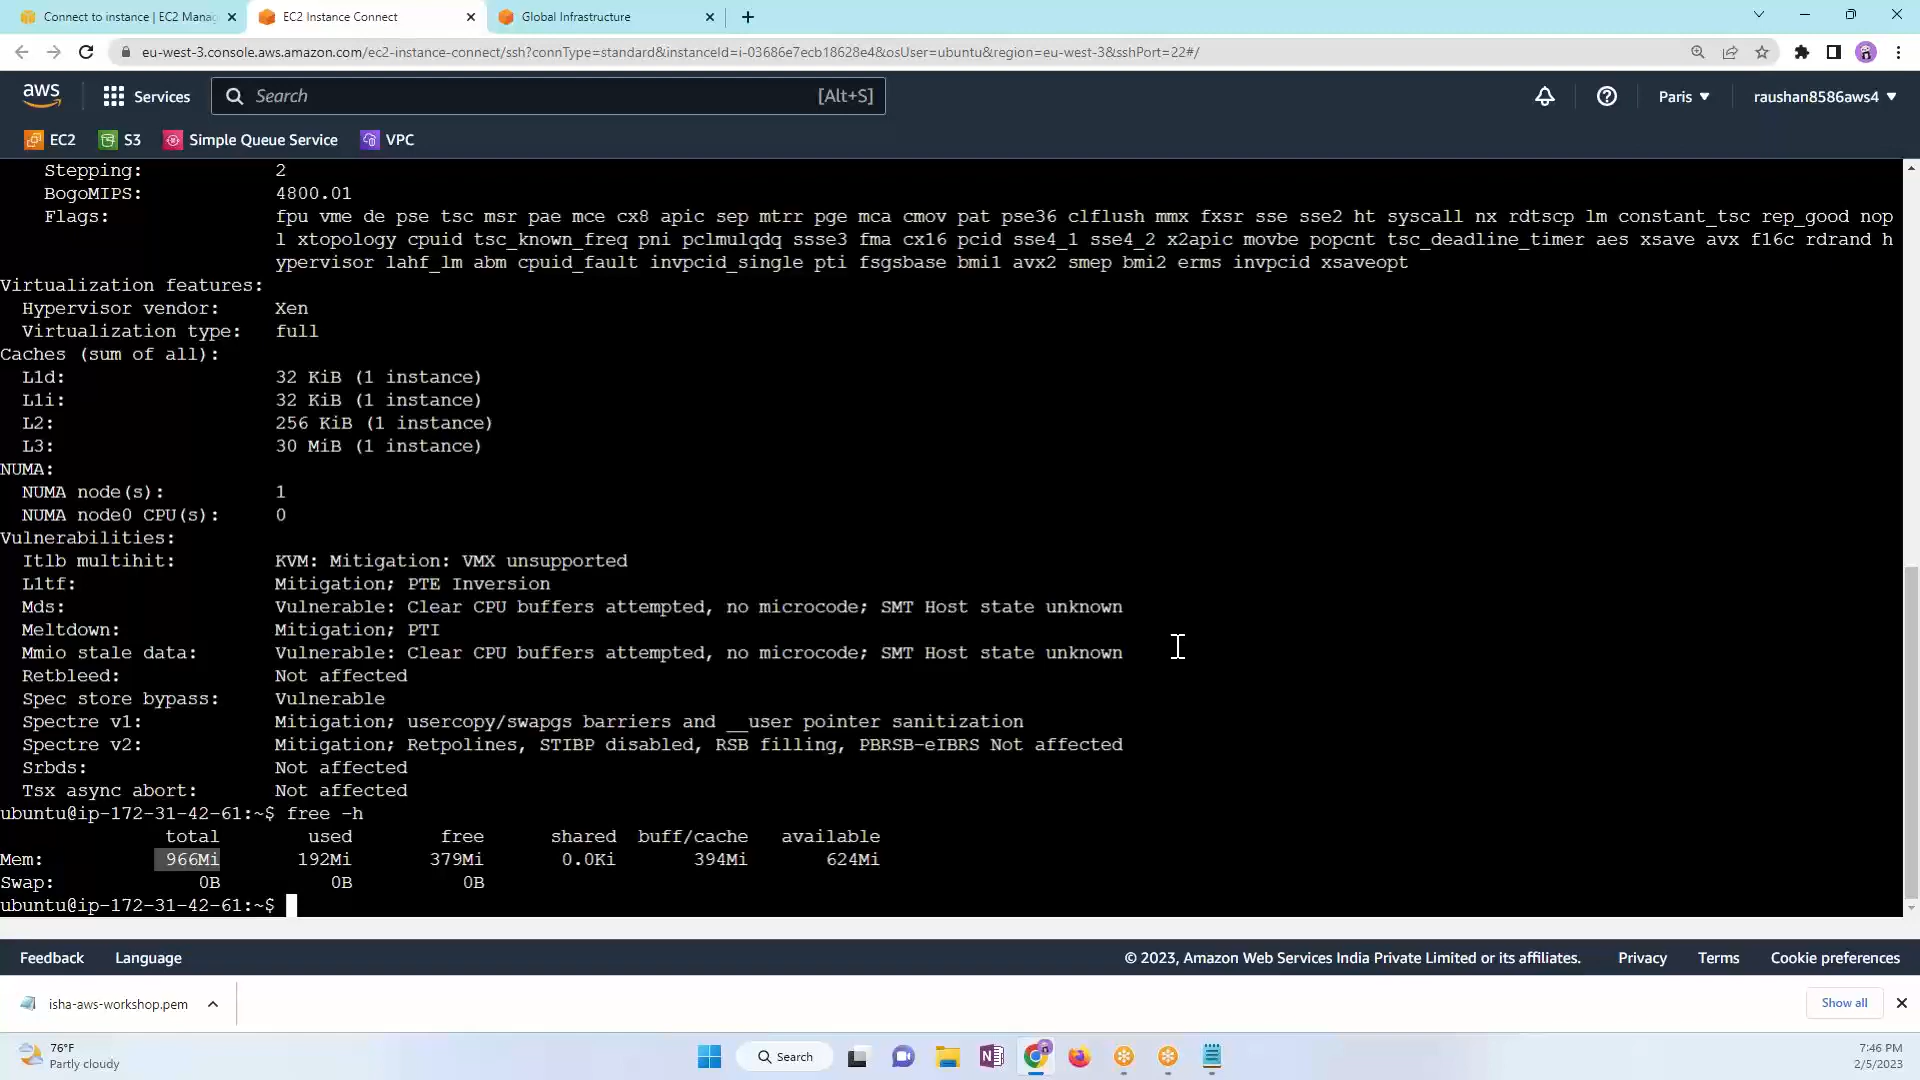 Connect to instance | EC2 Mana
EC2 Instance Connect
Global Infrastructure
eu-west-3.console.aws.amazon.com/ec2-instance-connect/ssh?connType=standard&instanceId=i-03686e7ecb18628e4&osUser=ubuntu&region=eu-west-3&sshPort=22#/
aws
Services
Search
[Alt+S]
Paris
raushan8586aws4
EC2
S3
Simple Queue Service
VPC
Stepping: 2
BogoMIPS: 4800.01
Flags: fpu vme de pse tsc msr pae mce cx8 apic sep mtrr pge mca cmov pat pse36 clflush mmx fxsr sse sse2 ht syscall nx rdtscp lm constant_tsc rep_good nop
l xtopology cpuid tsc_known_freq pni pclmulqdq ssse3 fma cx16 pcid sse4_1 sse4_2 x2apic movbe popcnt tsc_deadline_timer aes xsave avx f16c rdrand h
ypervisor lahf_lm abm cpuid_fault invpcid_single pti fsgsbase bmi1 avx2 smep bmi2 erms invpcid xsaveopt
Virtualization features:
Hypervisor vendor: Xen
Virtualization type: full
Caches (sum of all):
L1d: 32 KiB (1 instance)
L1i: 32 KiB (1 instance)
L2: 256 KiB (1 instance)
L3: 30 MiB (1 instance)
NUMA:
NUMA node(s): 1
NUMA node0 CPU(s): 0
Vulnerabilities:
Itlb multihit: KVM: Mitigation: VMX unsupported
L1tf: Mitigation; PTE Inversion
Mds: Vulnerable: Clear CPU buffers attempted, no microcode; SMT Host state unknown
Meltdown: Mitigation; PTI
Mmio stale data: Vulnerable: Clear CPU buffers attempted, no microcode; SMT Host state unknown
Retbleed: Not affected
Spec store bypass: Vulnerable
Spectre v1: Mitigation; usercopy/swapgs barriers and __user pointer sanitization
Spectre v2: Mitigation; Retpolines, STIBP disabled, RSB filling, PBRSB-eIBRS Not affected
Srbds: Not affected
Tsx async abort: Not affected
ubuntu@ip-172-31-42-61:~$ free -h
total used free shared buff/cache available
Mem: 966Mi 192Mi 379Mi 0.0Ki 394Mi 624Mi
Swap: 0B 0B 0B
ubuntu@ip-172-31-42-61:~$
Feedback
Language
© 2023, Amazon Web Services India Private Limited or its affiliates.
Privacy
Terms
Cookie preferences
isha-aws-workshop.pem
Show all
76°F
Partly cloudy
Search
7:46 PM
2/5/2023